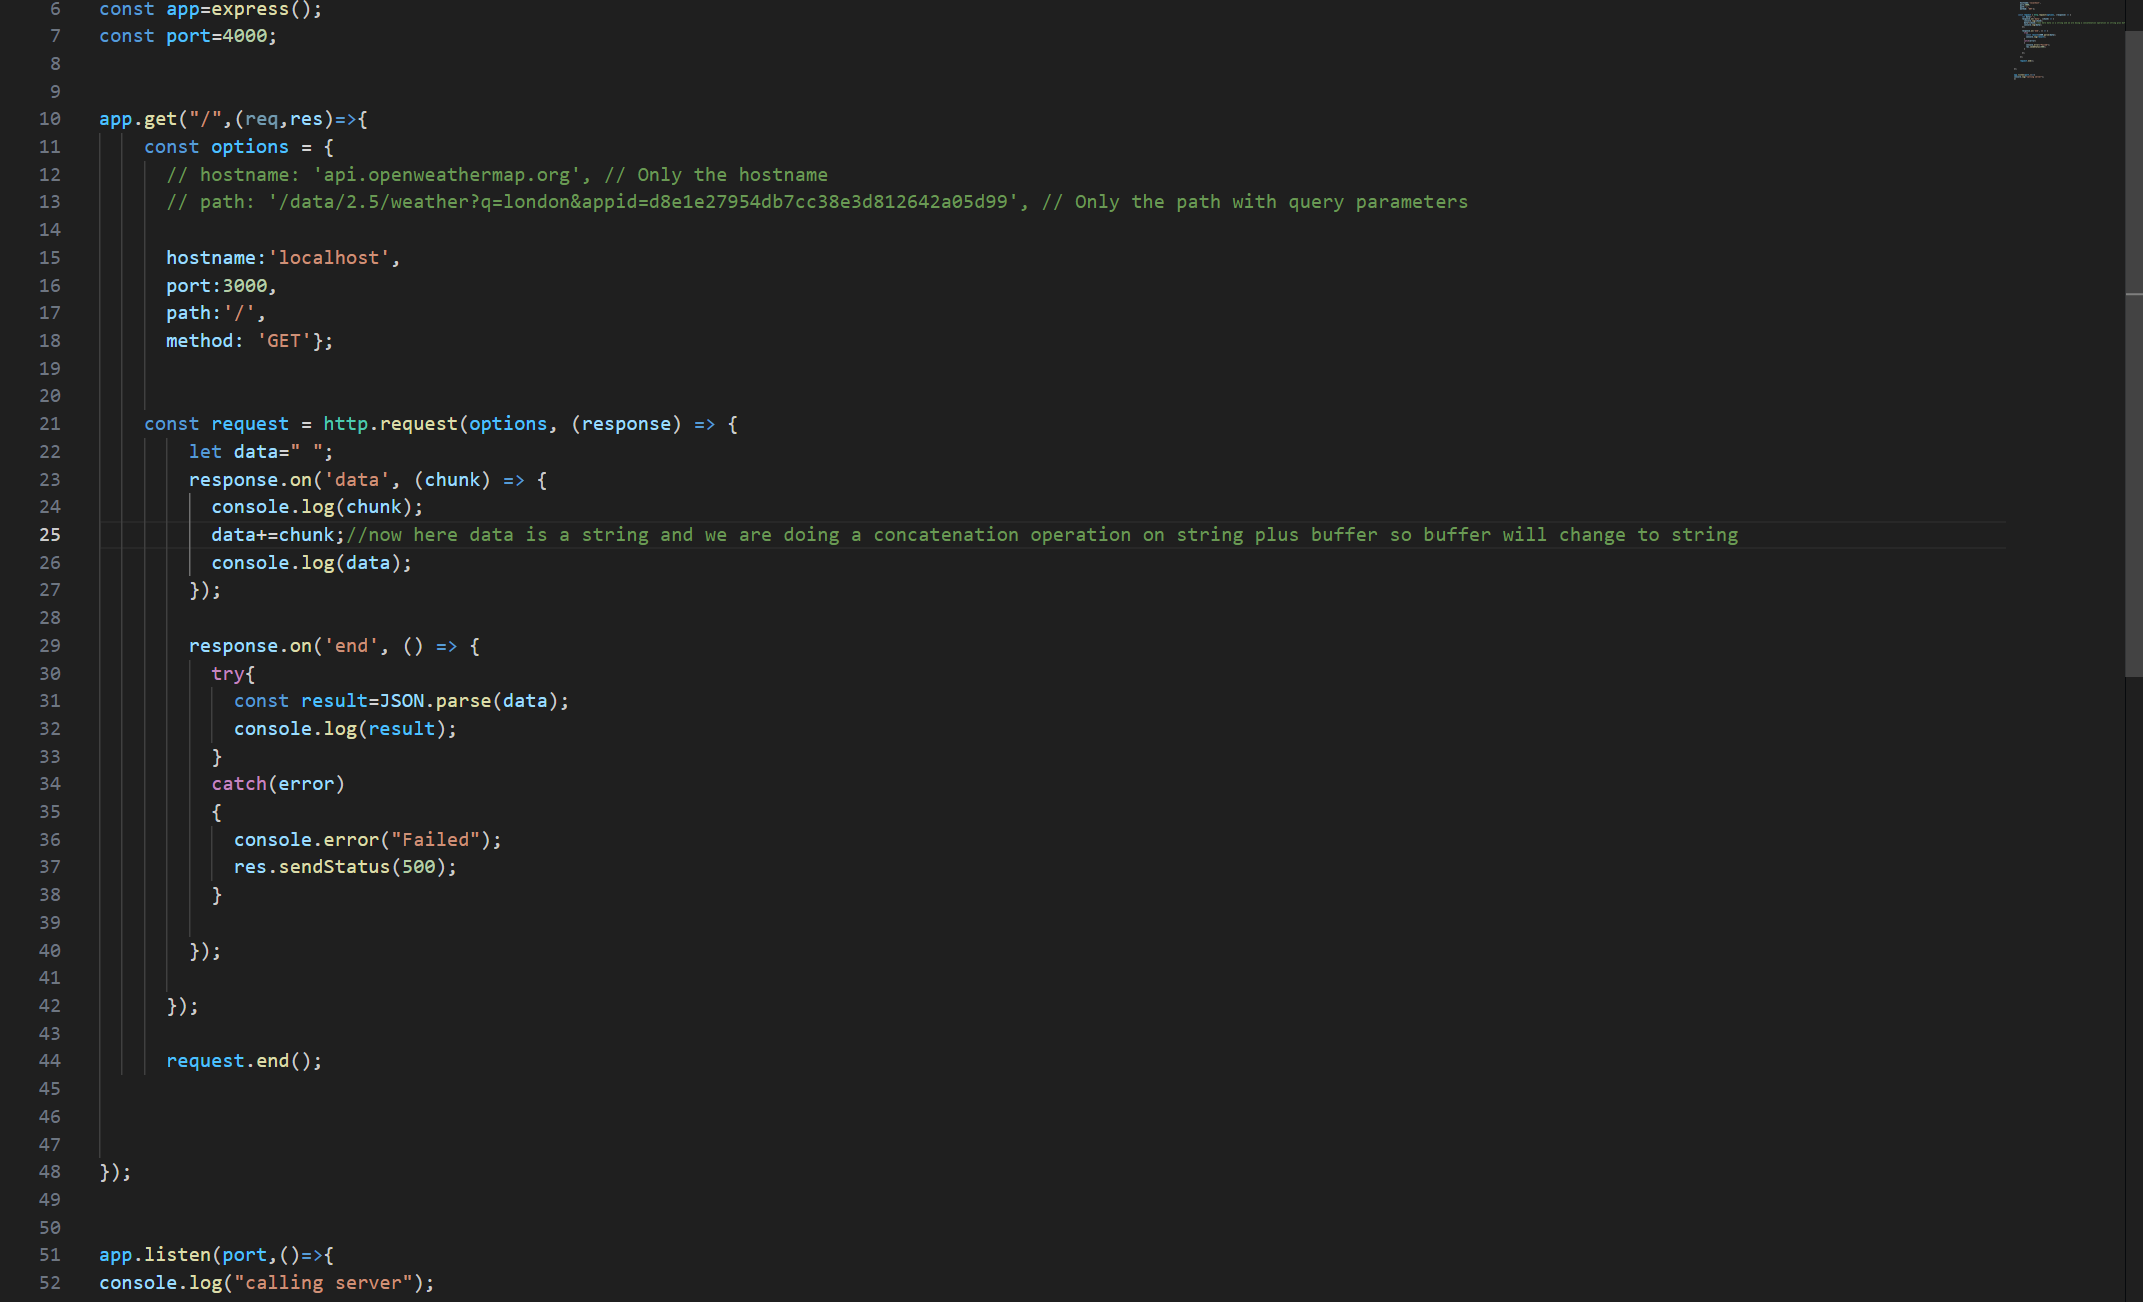 6 const app=express();
7 const port=4000;
8
9
10 app.get("/",(req,res)=>{
11 const options = {
12 // hostname: 'api.openweathermap.org', // Only the hostname
13 // path: '/data/2.5/weather?q=london&appid=d8e1e27954db7cc38e3d812642a05d99', // Only the path with query parameters
14
15 hostname:'localhost',
16 port:3000,
17 path:'/',
18 method: 'GET'};
19
20
21 const request = http.request(options, (response) => {
22 let data=" ";
23 response.on('data', (chunk) => {
24 console.log(chunk);
25 data+=chunk;//now here data is a string and we are doing a concatenation operation on string plus buffer so buffer will change to string
26 console.log(data);
27 });
28
29 response.on('end', () => {
30 try{
31 const result=JSON.parse(data);
32 console.log(result);
33 }
34 catch(error)
35 {
36 console.error("Failed");
37 res.sendStatus(500);
38 }
39
40 });
41
42 });
43
44 request.end();
45
46
47
48 });
49
50
51 app.listen(port,()=>{
52 console.log("calling server");